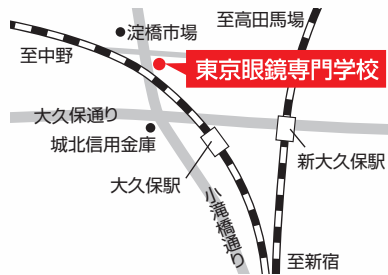 至高田馬場
淀橋市場
至中野
東京眼鏡専門学校
大久保通り
城北信用金庫
新大久保駅
大久保駅
小滝橋通り
至新宿